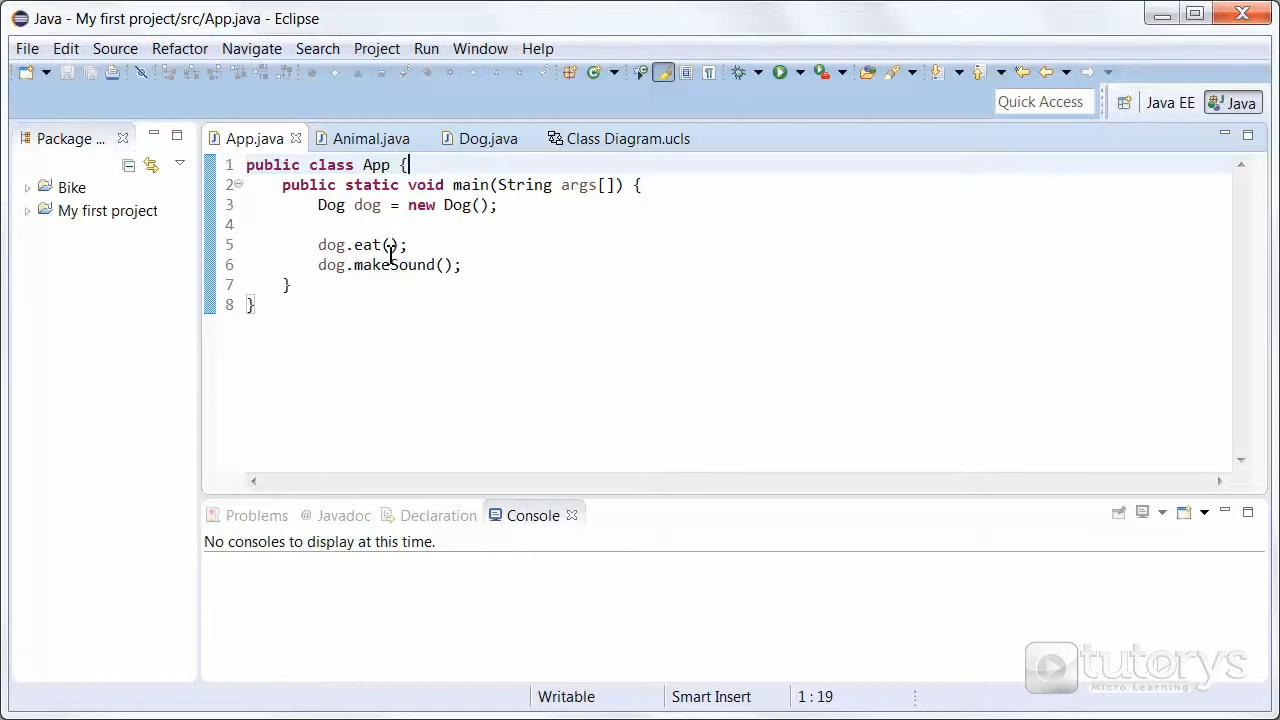 Java - My first project/src/App.java - Eclipse
File Edit Source Refactor Navigate Search Project Run Window Help
Quick Access Java EE Java
Package ... App.java Animal.java Dog.java Class Diagram.ucls
Bike
My first project
1 public class App {
2 public static void main(String args[]) {
3 Dog dog = new Dog();
4
5 dog.eat();
6 dog.makeSound();
7 }
8 }
Problems @ Javadoc Declaration Console
No consoles to display at this time.
tutorys
Micro Learning
Writable Smart Insert 1 : 19